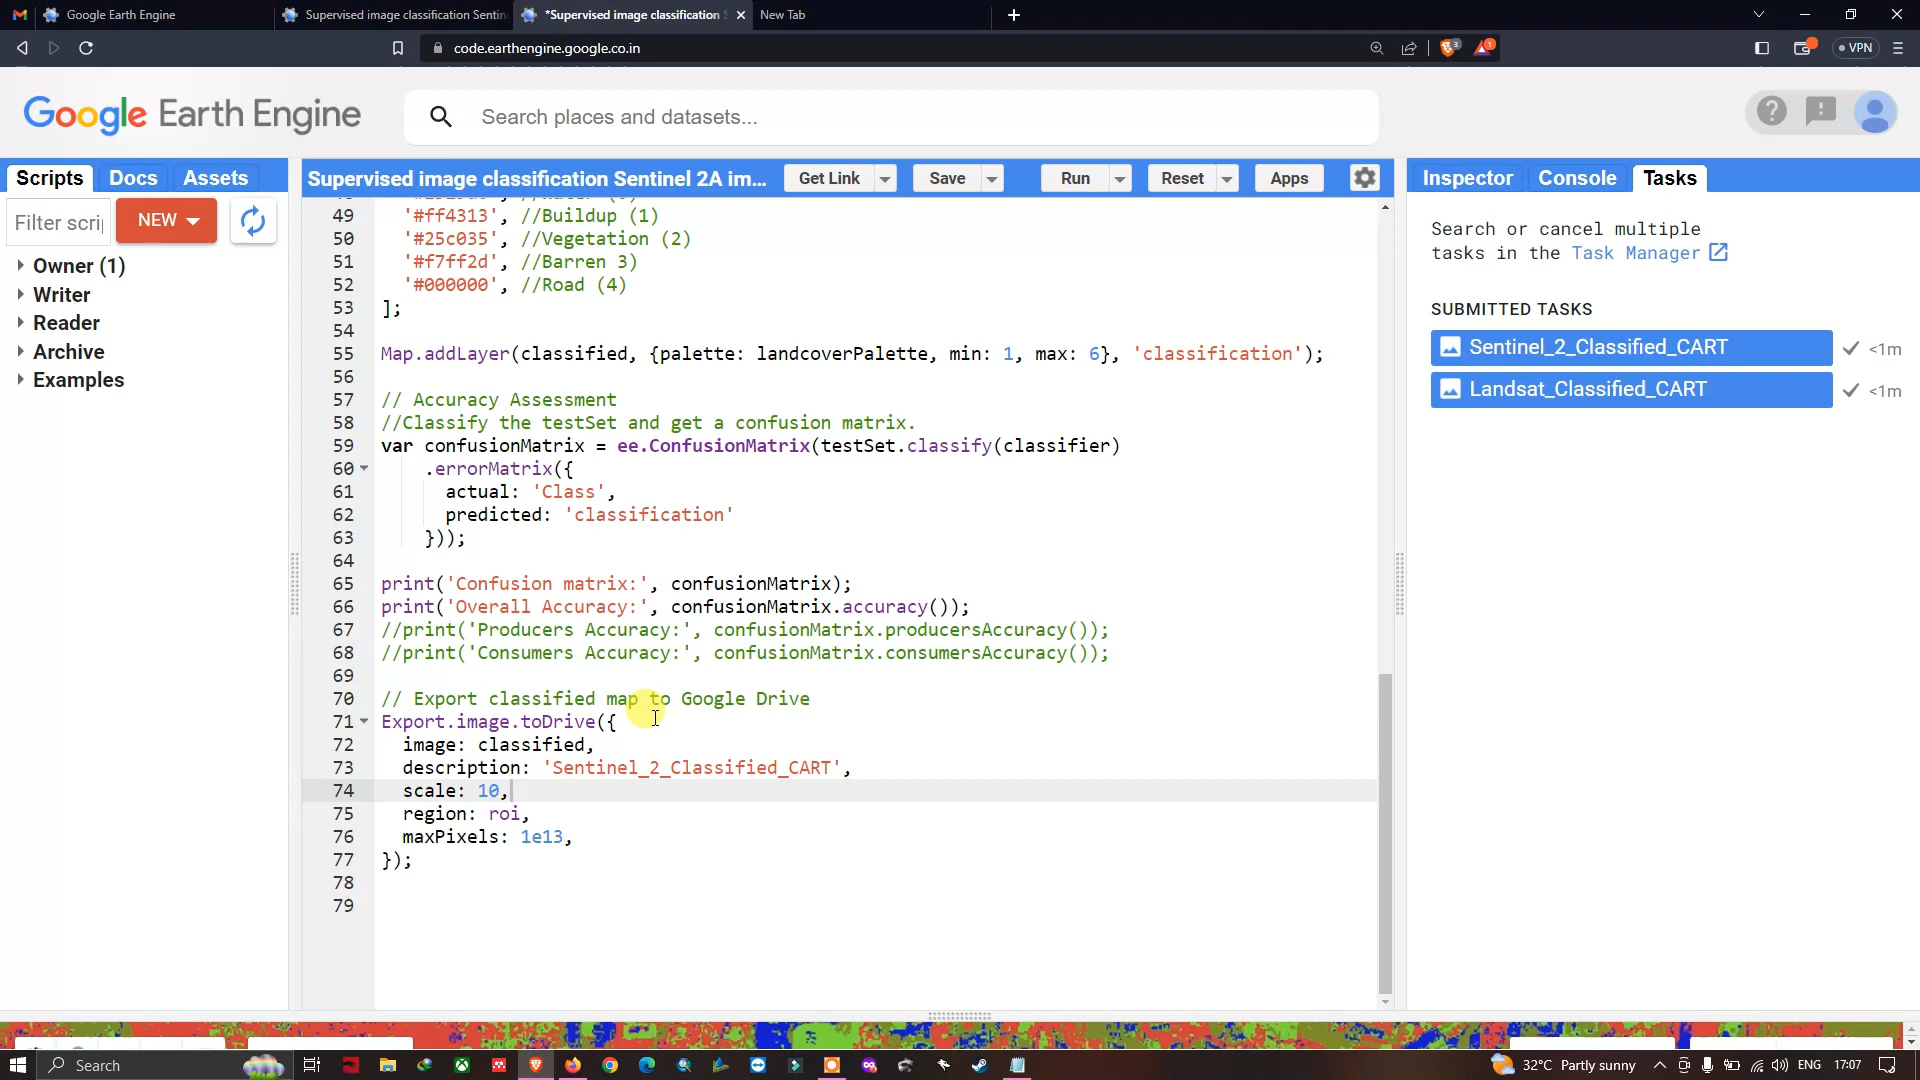 Google Earth Engine
Supervised image classification Sentin
*Supervised image classification S
New Tab
code.earthengine.google.co.in
3
1
VPN
Google Earth Engine
Search places and datasets...
Scripts
Docs
Assets
Supervised image classification Sentinel 2A im...
Get Link
Save
Run
Reset
Apps
Inspector
Console
Tasks
Filter scri
NEW
Owner (1)
Writer
Reader
Archive
Examples
49 '#ff4313', //Buildup (1)
50 '#25c035', //Vegetation (2)
51 '#f7ff2d', //Barren 3)
52 '#000000', //Road (4)
53 ];
54
55 Map.addLayer(classified, {palette: landcoverPalette, min: 1, max: 6}, 'classification');
56
57 // Accuracy Assessment
58 //Classify the testSet and get a confusion matrix.
59 var confusionMatrix = ee.ConfusionMatrix(testSet.classify(classifier)
60 .errorMatrix({
61 actual: 'Class',
62 predicted: 'classification'
63 }));
64
65 print('Confusion matrix:', confusionMatrix);
66 print('Overall Accuracy:', confusionMatrix.accuracy());
67 //print('Producers Accuracy:', confusionMatrix.producersAccuracy());
68 //print('Consumers Accuracy:', confusionMatrix.consumersAccuracy());
69
70 // Export classified map to Google Drive
71 Export.image.toDrive({
72 image: classified,
73 description: 'Sentinel_2_Classified_CART',
74 scale: 10,
75 region: roi,
76 maxPixels: 1e13,
77 });
78
79
Search or cancel multiple
tasks in the Task Manager
SUBMITTED TASKS
Sentinel_2_Classified_CART <1m
Landsat_Classified_CART <1m
Search
32°C Partly sunny
ENG
17:07